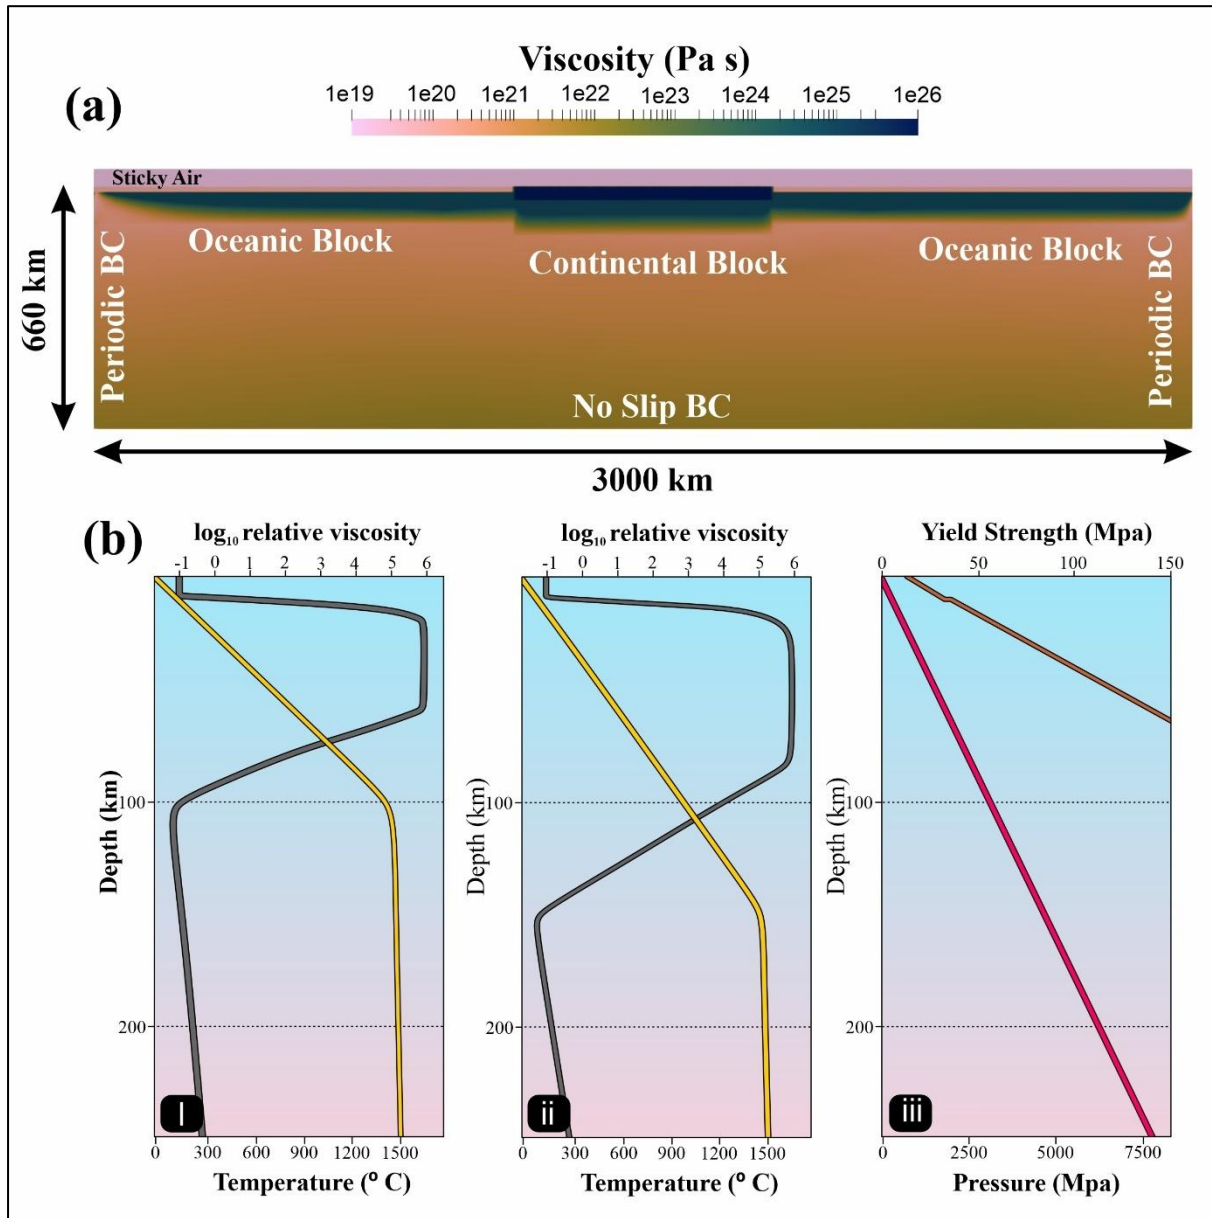 Viscosity (Pa s)
(a)
1e19 1e20 1e21 1e22 1e23 1e24 1e25 1e26
Sticky Air
660 km
Periodic BC
Oceanic Block
Continental Block
Oceanic Block
Periodic BC
No Slip BC
3000 km
(b)
log₁₀ relative viscosity
-1 0 1 2 3 4 5 6
Depth (km)
100
200
I
0 300 600 900 1200 1500
Temperature (⁰ C)
log₁₀ relative viscosity
-1 0 1 2 3 4 5 6
Depth (km)
100
200
ii
0 300 600 900 1200 1500
Temperature (⁰ C)
Yield Strength (Mpa)
0 50 100 150
Depth (km)
100
200
iii
0 2500 5000 7500
Pressure (Mpa)